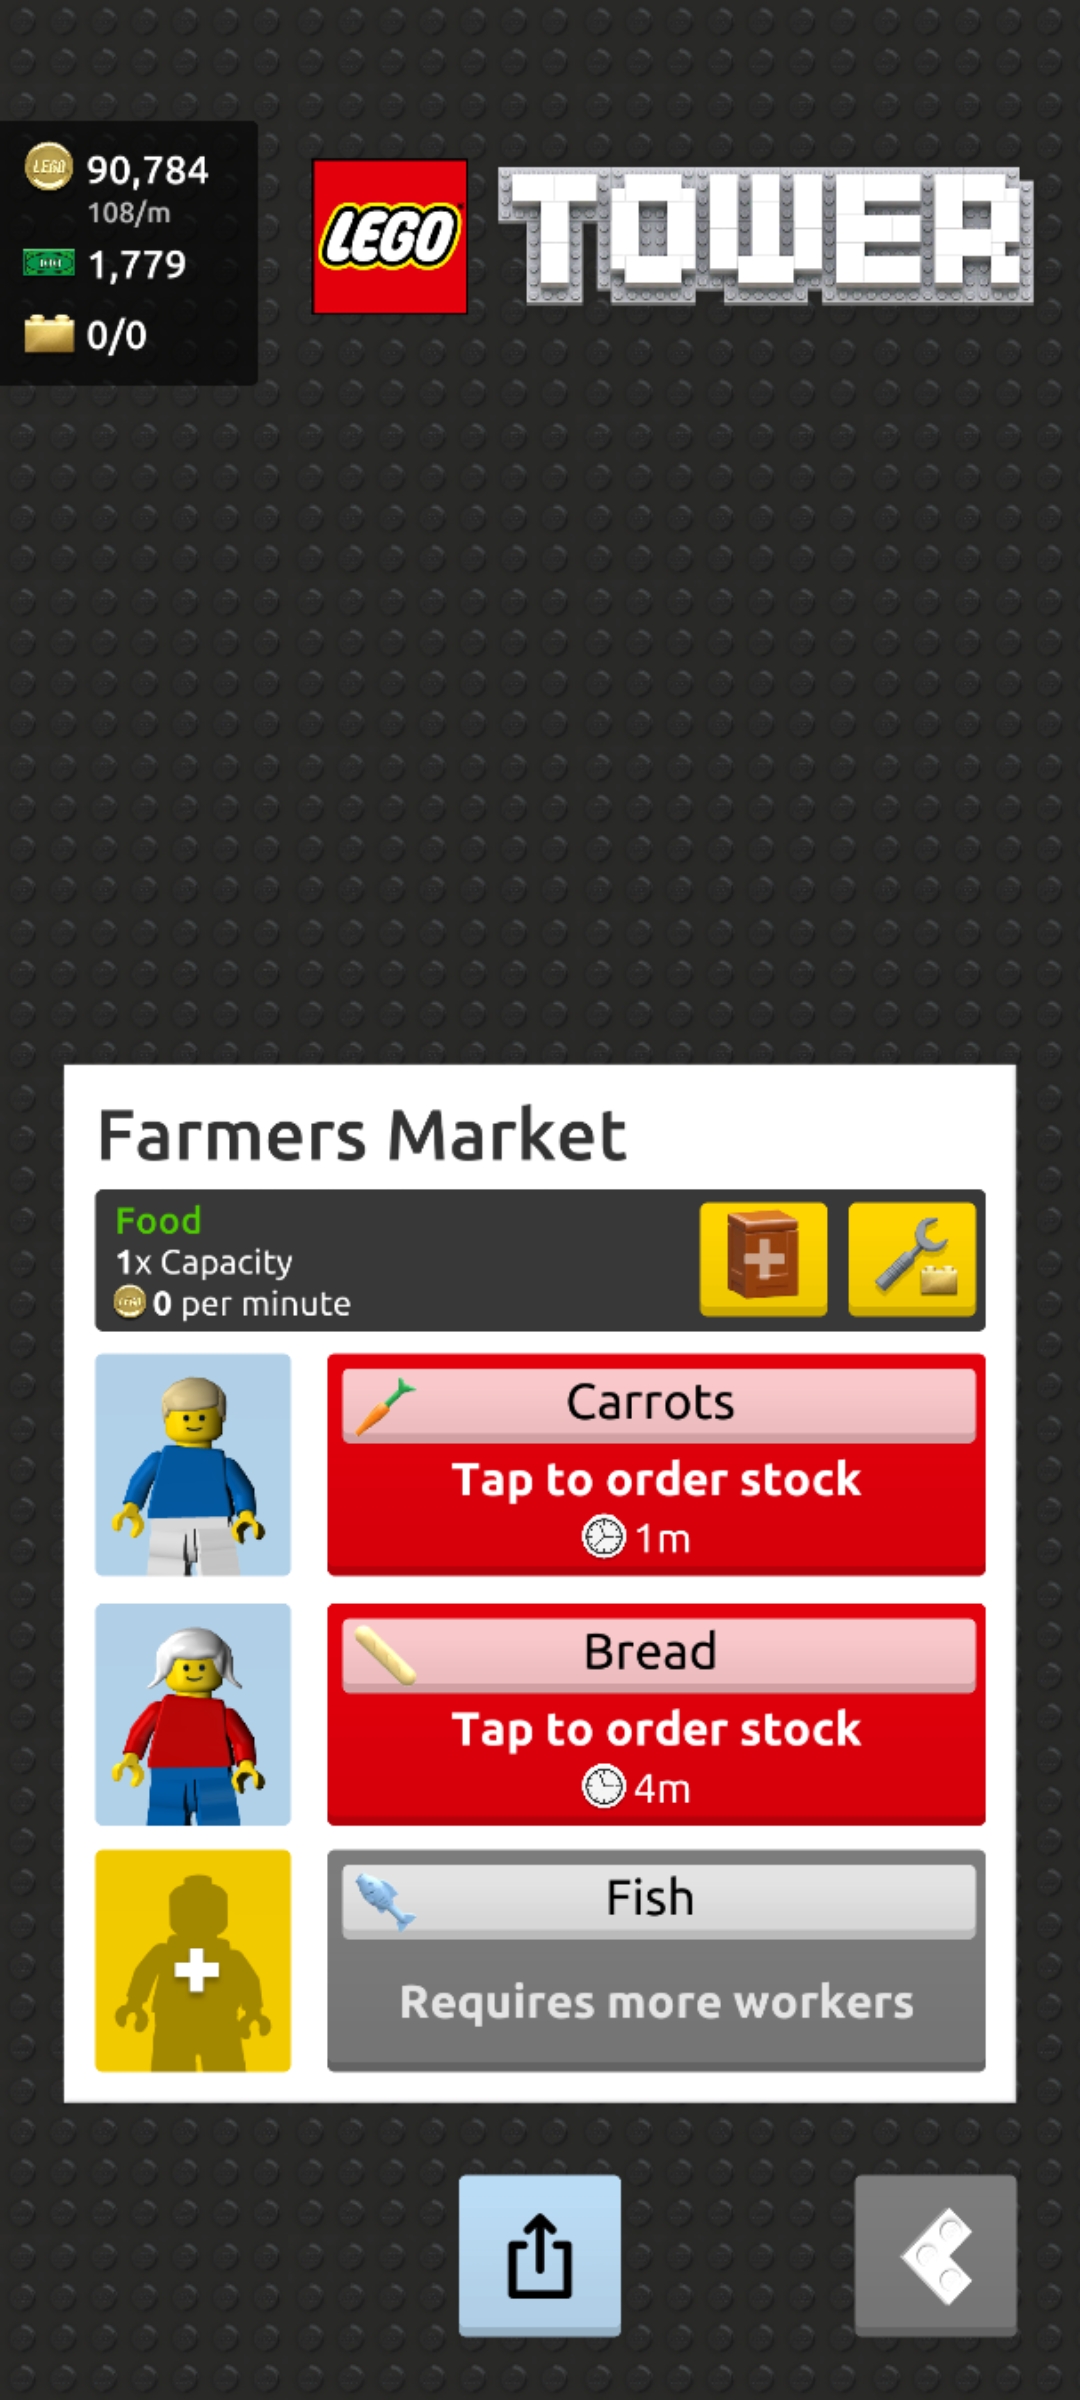 90,784
108/m
1,779
0/0
LEGO
TOWER
Farmers Market
Food
1x Capacity
0 per minute
Carrots
Tap to order stock
1m
Bread
Tap to order stock
4m
Fish
Requires more workers